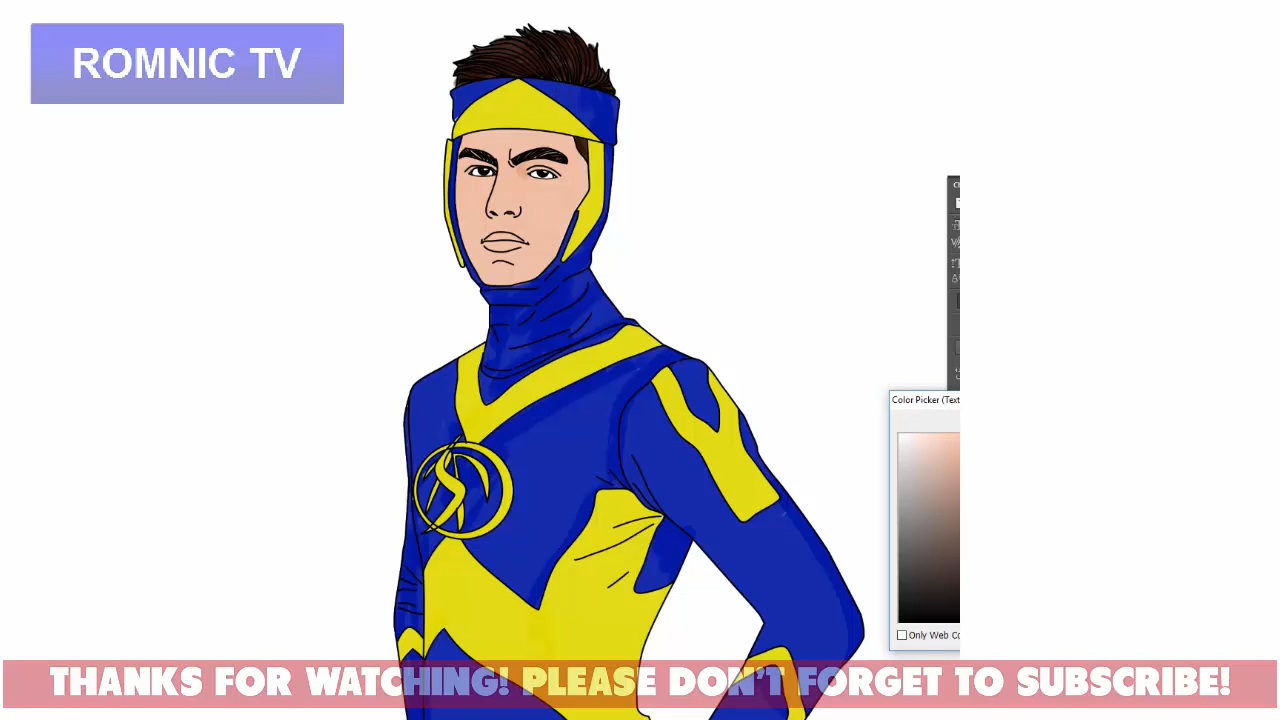 ROMNIC TV
Color Picker (Text
Only Web Co
THANKS FOR WATCHING! PLEASE DON'T FORGET TO SUBSCRIBE!